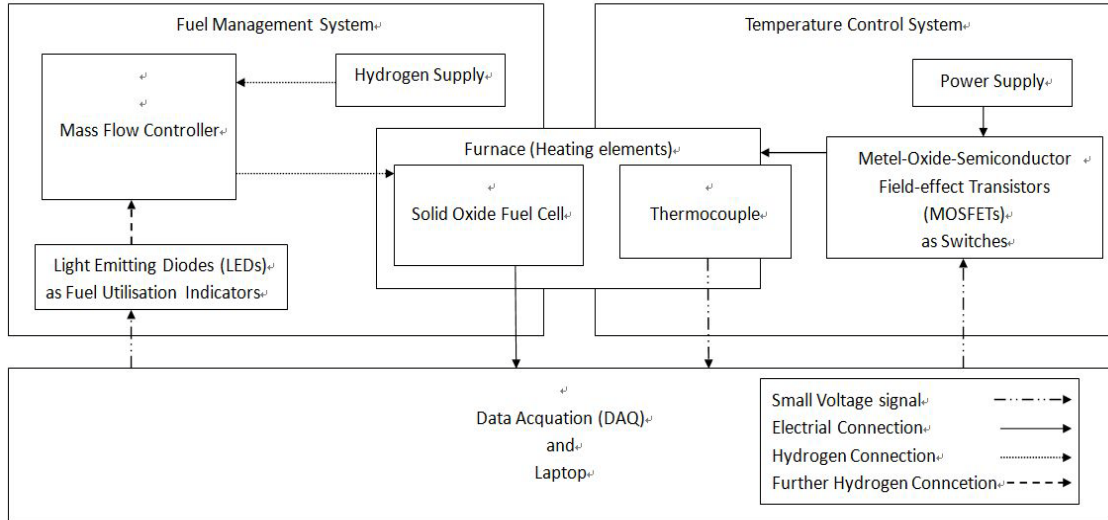 Fuel Management System
Temperature Control System
Hydrogen Supply
Mass Flow Controller
Power Supply
Furnace (Heating elements)
Solid Oxide Fuel Cell
Thermocouple
Metel-Oxide-Semiconductor
Field-effect Transistors
(MOSFETs)
as Switches
Light Emitting Diodes (LEDs)
as Fuel Utilisation Indicators
Data Acquation (DAQ)
and
Laptop
Small Voltage signal
Electrial Connection
Hydrogen Connection
Further Hydrogen Conncetion